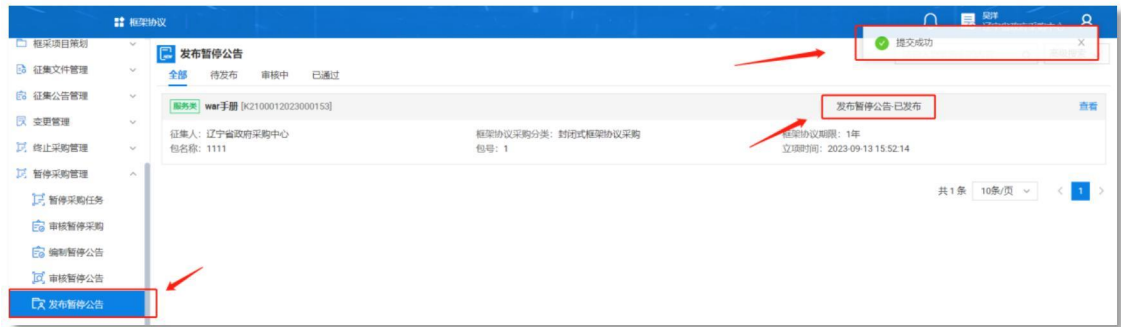 框架协议
框采项目策划
征集文件管理
征集公告管理
变更管理
终止采购管理
暂停采购管理
暂停采购任务
审核暂停采购
编制暂停公告
审核暂停公告
发布暂停公告
发布暂停公告
提交成功
全部 待发布 审核中 已通过
服务类 war手册 [K2100012023000153] 发布暂停公告-已发布 查看
征集人：辽宁省政府采购中心 框架协议采购分类：封闭式框架协议采购 框架协议期限：1年
包名称：1111 包号：1 立项时间：2023-09-13 15:52:14
共1条 10条/页 1